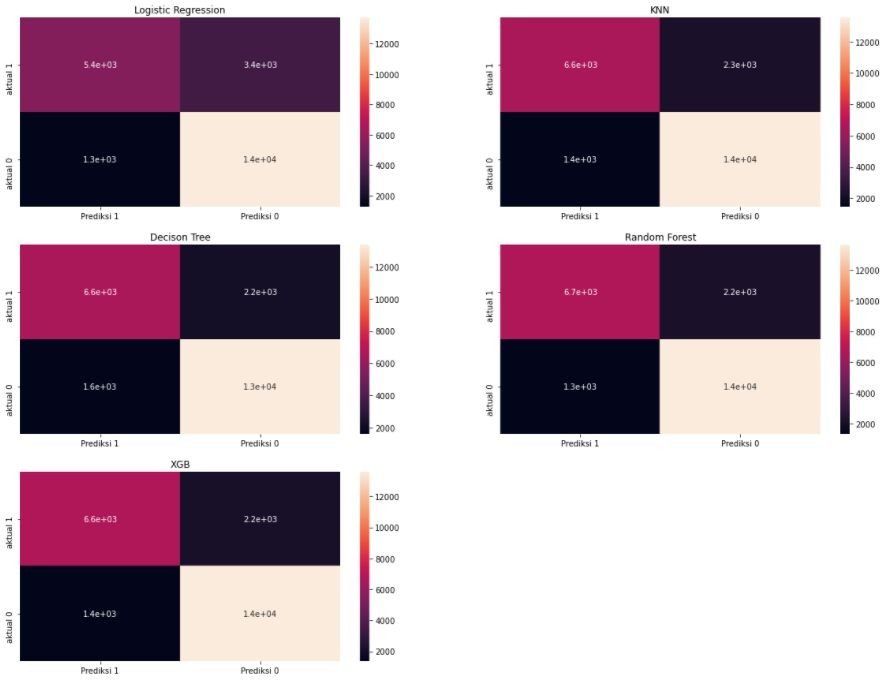 Logistic Regression
aktual 1
5.4e+03
3.4e+03
aktual 0
1.3e+03
1.4e+04
Prediksi 1
Prediksi 0
12000
10000
8000
6000
4000
2000
KNN
aktual 1
6.6e+03
2.3e+03
aktual 0
1.4e+03
1.4e+04
Prediksi 1
Prediksi 0
12000
10000
8000
6000
4000
2000
Decison Tree
aktual 1
6.6e+03
2.2e+03
aktual 0
1.6e+03
1.3e+04
Prediksi 1
Prediksi 0
12000
10000
8000
6000
4000
2000
Random Forest
aktual 1
6.7e+03
2.2e+03
aktual 0
1.3e+03
1.4e+04
Prediksi 1
Prediksi 0
12000
10000
8000
6000
4000
2000
XGB
aktual 1
6.6e+03
2.2e+03
aktual 0
1.4e+03
1.4e+04
Prediksi 1
Prediksi 0
12000
10000
8000
6000
4000
2000